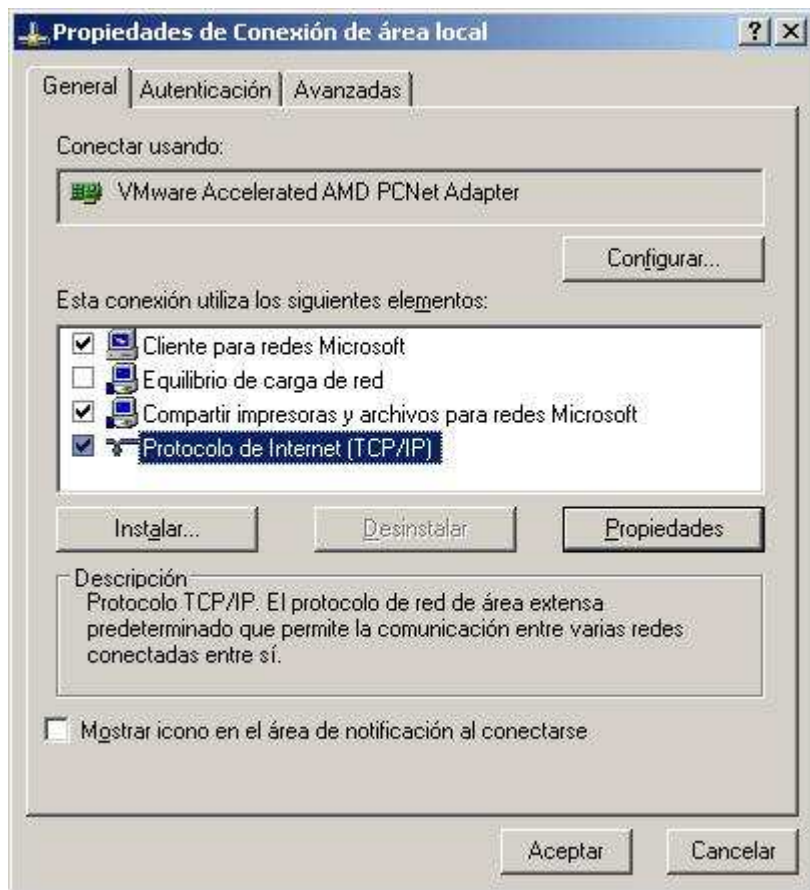 Propiedades de Conexión de área local
General Autenticación Avanzadas
Conectar usando:
VMware Accelerated AMD PCNet Adapter
Configurar...
Esta conexión utiliza los siguientes elementos:
Cliente para redes Microsoft
Equilibrio de carga de red
Compartir impresoras y archivos para redes Microsoft
Protocolo de Internet (TCP/IP)
Instalar... Desinstalar Propiedades
Descripción
Protocolo TCP/IP. El protocolo de red de área extensa
predeterminado que permite la comunicación entre varias redes
conectadas entre sí.
Mostrar icono en el área de notificación al conectarse
Aceptar Cancelar